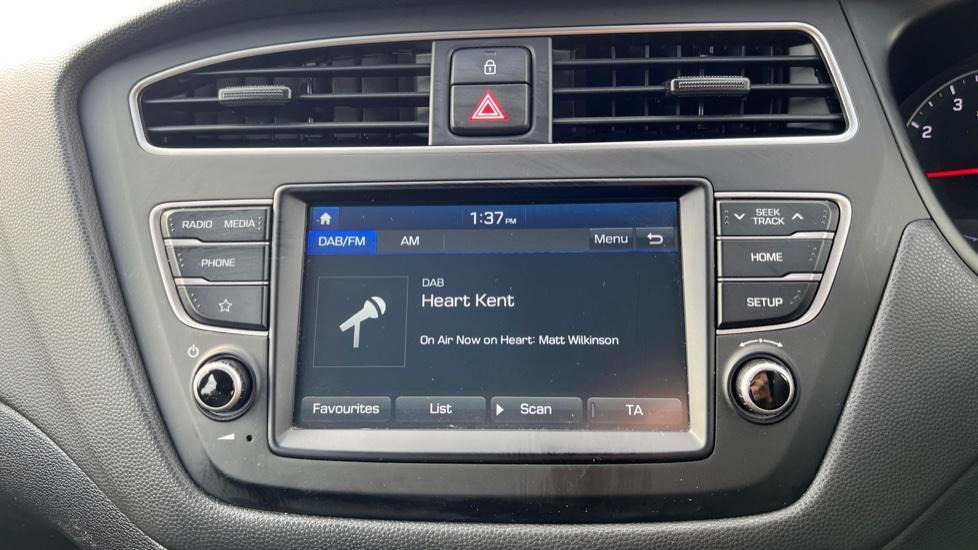 1:37 PM
DAB/FM AM Menu
DAB
Heart Kent
On Air Now on Heart: Matt Wilkinson
Favourites List Scan TA
RADIO MEDIA
PHONE
SEEK
TRACK
HOME
SETUP
2 3